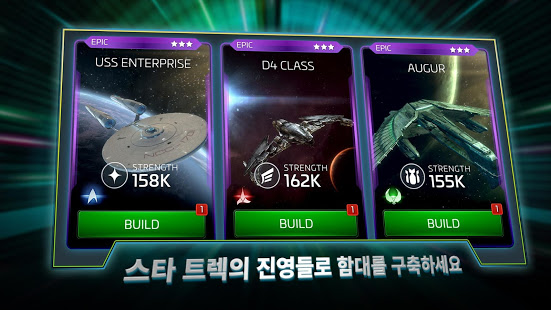 EPIC
USS ENTERPRISE
STRENGTH
158K
BUILD
1
EPIC
D4 CLASS
STRENGTH
162K
BUILD
1
EPIC
AUGUR
STRENGTH
155K
BUILD
1
스타 트렉의 진영들로 함대를 구축하세요